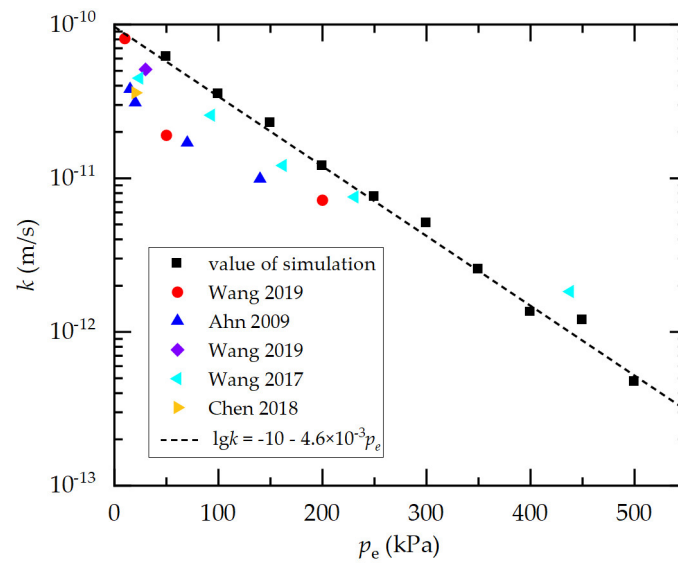 10⁻¹⁰
10⁻¹¹
10⁻¹²
10⁻¹³
k (m/s)
value of simulation
Wang 2019
Ahn 2009
Wang 2019
Wang 2017
Chen 2018
lgk = -10 - 4.6×10⁻³pₑ
0 100 200 300 400 500
pₑ (kPa)